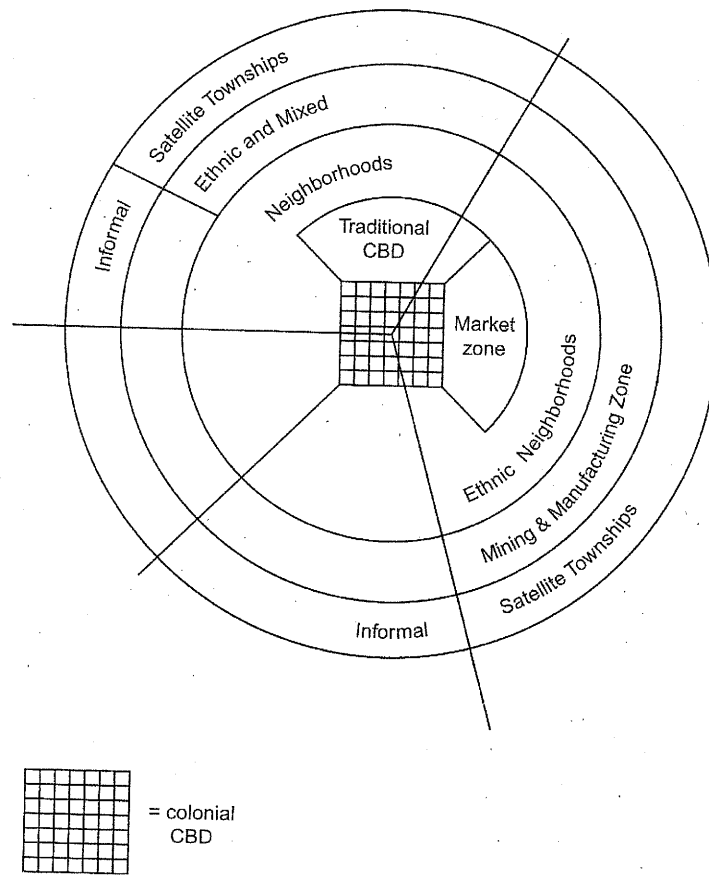 Satellite Townships
Ethnic and Mixed
Neighborhoods
Informal
Traditional
CBD
Market
zone
Ethnic Neighborhoods
Mining & Manufacturing Zone
Satellite Townships
Informal
= colonial
CBD